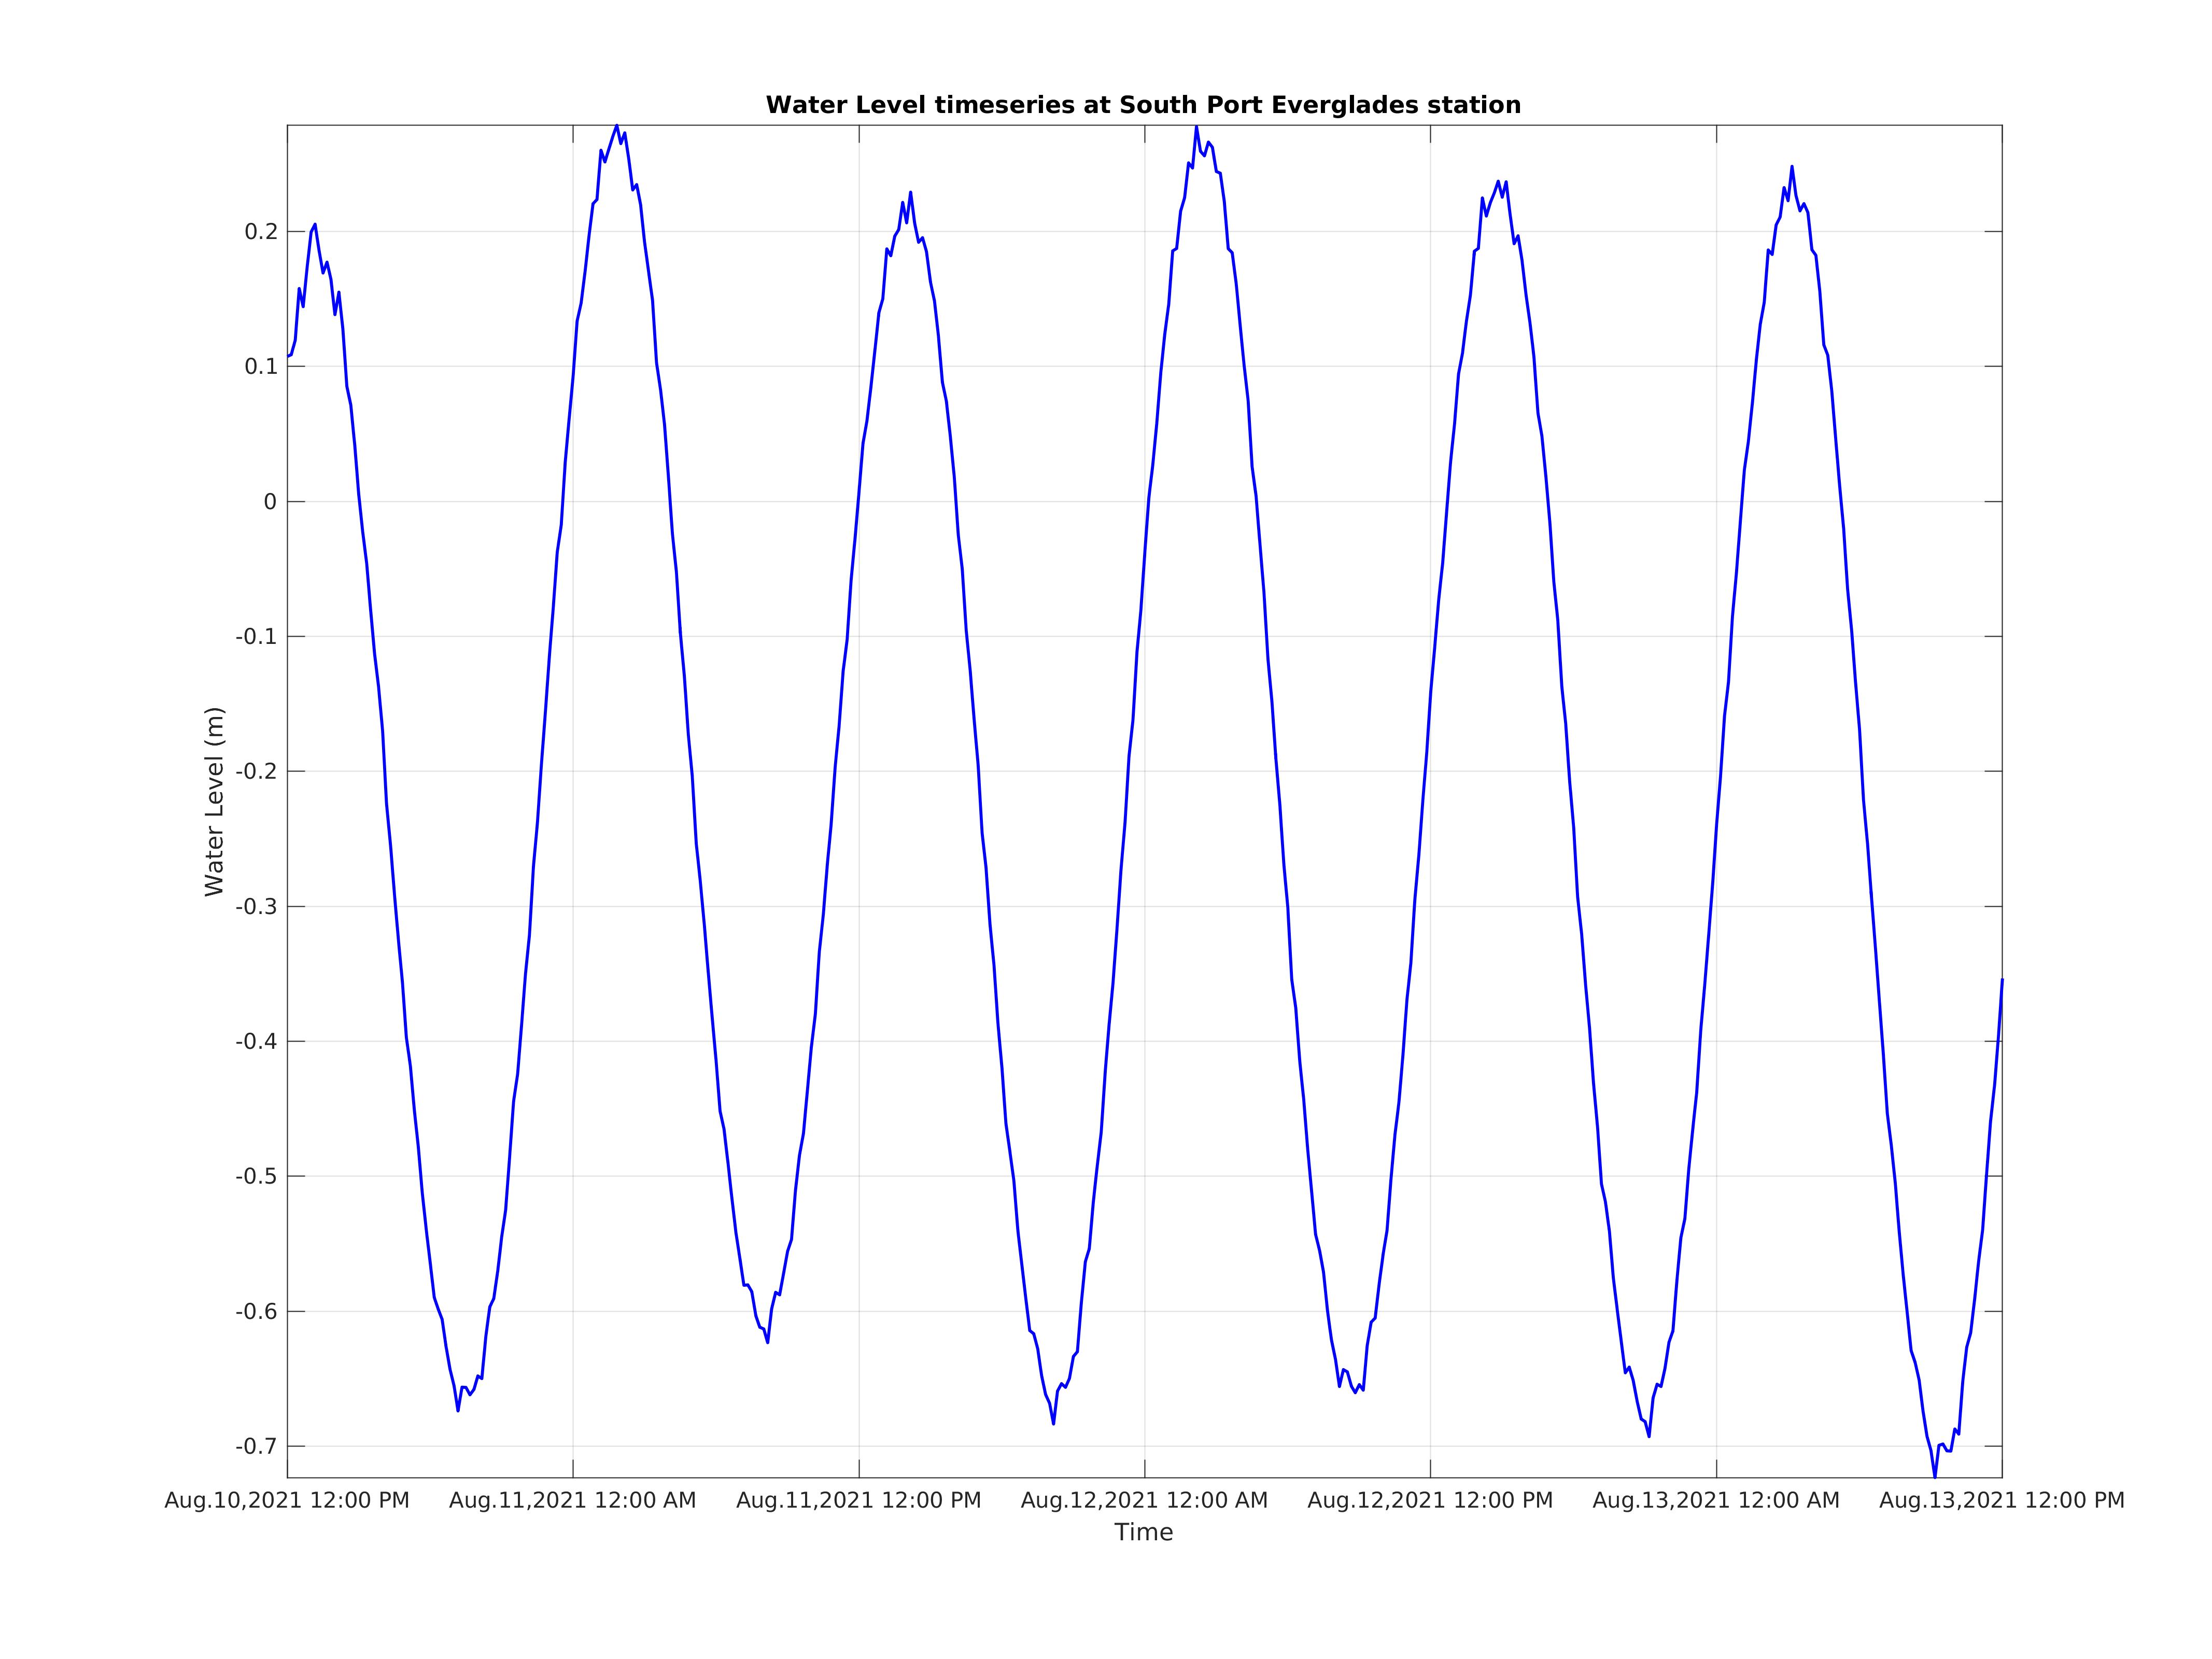 Water Level timeseries at South Port Everglades station
0.2
0.1
0
-0.1
-0.2
-0.3
-0.4
-0.5
-0.6
-0.7
Water Level (m)
Aug.10,2021 12:00 PM Aug.11,2021 12:00 AM Aug.11,2021 12:00 PM Aug.12,2021 12:00 AM Aug.12,2021 12:00 PM Aug.13,2021 12:00 AM Aug.13,2021 12:00 PM
Time